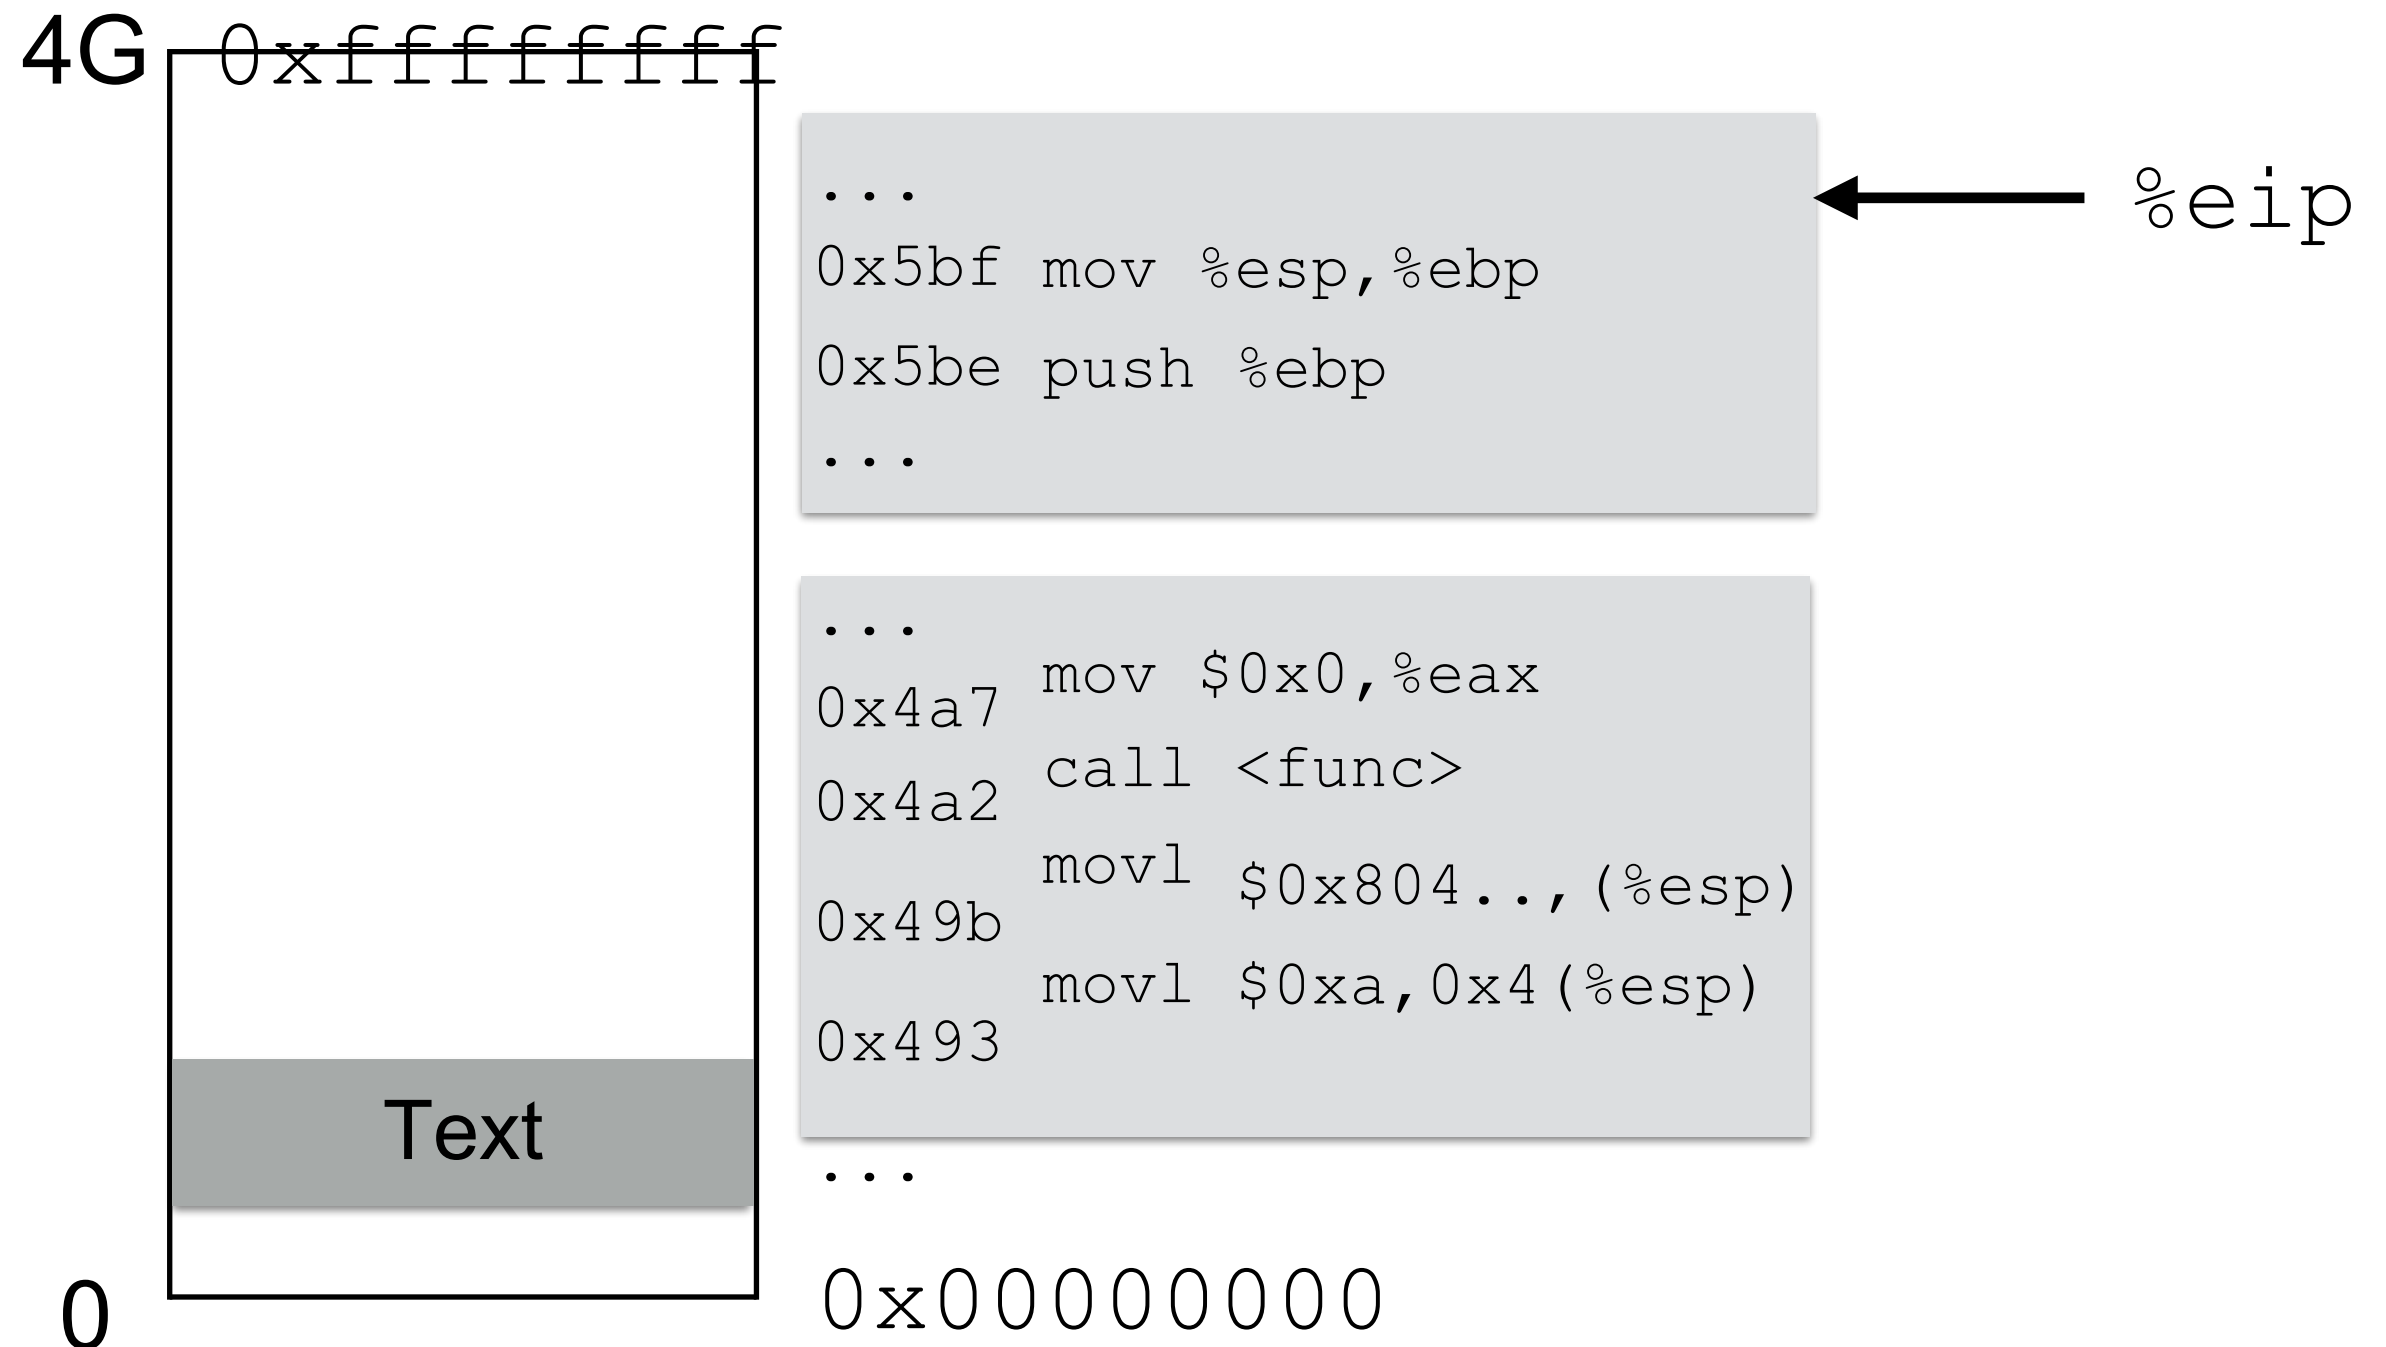 4G 0xffffffff
...
%eip
0x5bf mov %esp,%ebp
0x5be push %ebp
...
...
mov $0x0,%eax
0x4a7
call <func>
0x4a2
movl $0x804..,(%esp)
0x49b
movl $0xa,0x4(%esp)
0x493
Text
...
0x00000000
0